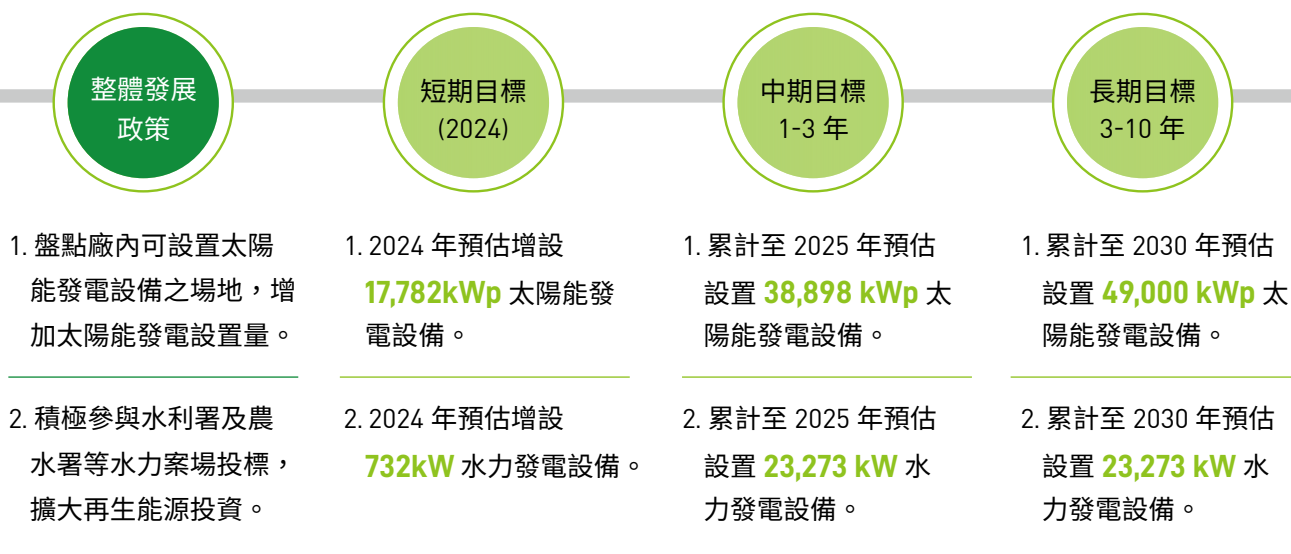 整體發展
政策
短期目標
(2024)
中期目標
1-3 年
長期目標
3-10 年
1. 盤點廠內可設置太陽
能發電設備之場地，增
加太陽能發電設置量。
2. 積極參與水利署及農
水署等水力案場投標，
擴大再生能源投資。
1. 2024 年預估增設
17,782kWp 太陽能發
電設備。
2. 2024 年預估增設
732kW 水力發電設備。
1. 累計至 2025 年預估
設置 38,898 kWp 太
陽能發電設備。
2. 累計至 2025 年預估
設置 23,273 kW 水
力發電設備。
1. 累計至 2030 年預估
設置 49,000 kWp 太
陽能發電設備。
2. 累計至 2030 年預估
設置 23,273 kW 水
力發電設備。